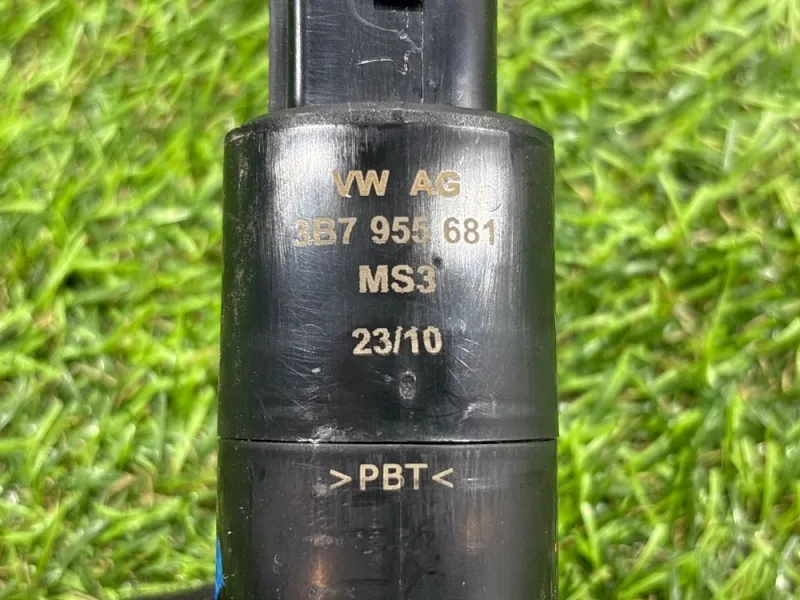 VW AG
3B7 955 681
MS3
23/10
>PBT<